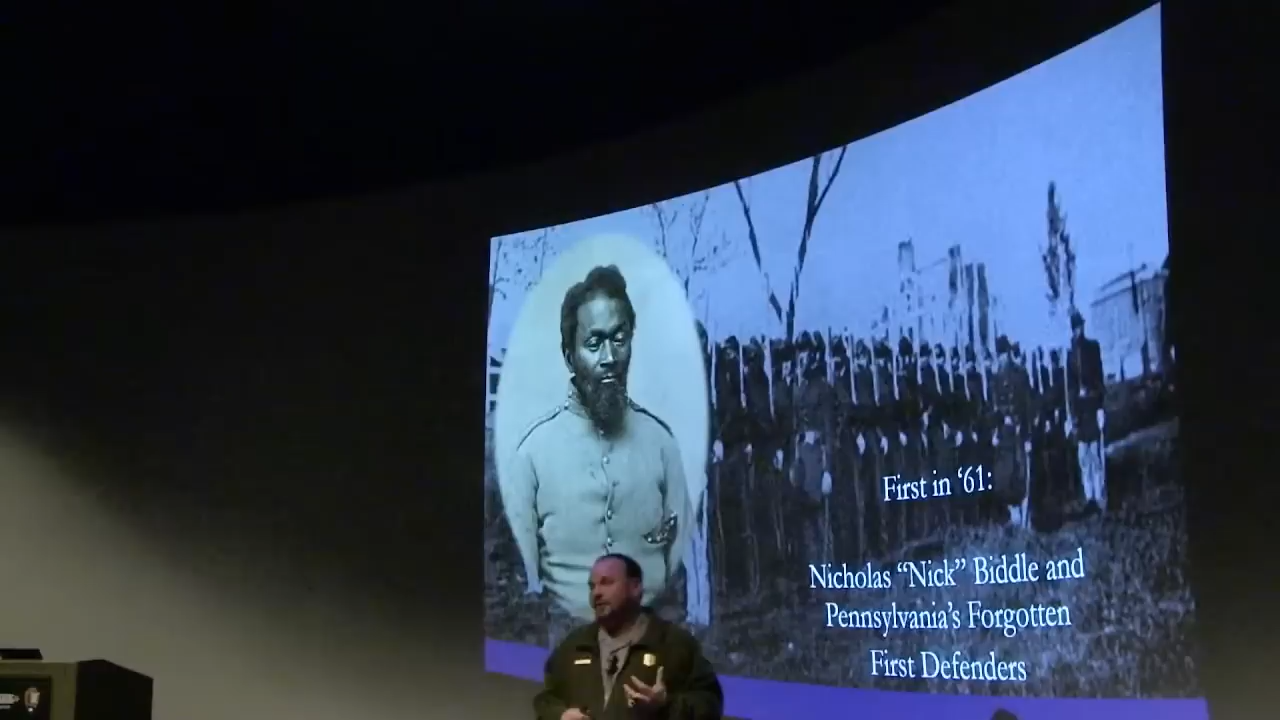 First in ‘61:
Nicholas “Nick” Biddle and
Pennsylvania’s Forgotten
First Defenders